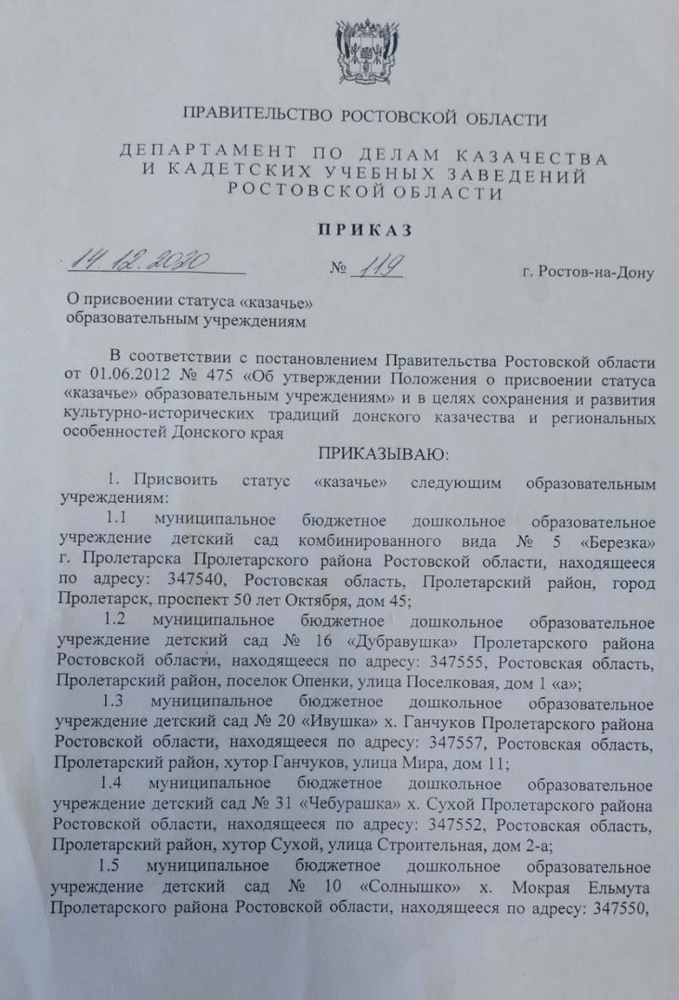 ПРАВИТЕЛЬСТВО РОСТОВСКОЙ ОБЛАСТИ
ДЕПАРТАМЕНТ ПО ДЕЛАМ КАЗАЧЕСТВА
И КАДЕТСКИХ УЧЕБНЫХ ЗАВЕДЕНИЙ
РОСТОВСКОЙ ОБЛАСТИ
ПРИКАЗ
14.12.2020 № 119 г. Ростов-на-Дону
О присвоении статуса «казачье»
образовательным учреждениям
В соответствии с постановлением Правительства Ростовской области
от 01.06.2012 № 475 «Об утверждении Положения о присвоении статуса
«казачье» образовательным учреждениям» и в целях сохранения и развития
культурно-исторических традиций донского казачества и региональных
особенностей Донского края
ПРИКАЗЫВАЮ:
1. Присвоить статус «казачье» следующим образовательным
учреждениям:
1.1 муниципальное бюджетное дошкольное образовательное
учреждение детский сад комбинированного вида № 5 «Березка»
г. Пролетарска Пролетарского района Ростовской области, находящееся
по адресу: 347540, Ростовская область, Пролетарский район, город
Пролетарск, проспект 50 лет Октября, дом 45;
1.2 муниципальное бюджетное дошкольное образовательное
учреждение детский сад № 16 «Дубравушка» Пролетарского района
Ростовской области, находящееся по адресу: 347555, Ростовская область,
Пролетарский район, поселок Опенки, улица Поселковая, дом 1 «а»;
1.3 муниципальное бюджетное дошкольное образовательное
учреждение детский сад № 20 «Ивушка» х. Ганчуков Пролетарского района
Ростовской области, находящееся по адресу: 347557, Ростовская область,
Пролетарский район, хутор Ганчуков, улица Мира, дом 11;
1.4 муниципальное бюджетное дошкольное образовательное
учреждение детский сад № 31 «Чебурашка» х. Сухой Пролетарского района
Ростовской области, находящееся по адресу: 347552, Ростовская область,
Пролетарский район, хутор Сухой, улица Строительная, дом 2-а;
1.5 муниципальное бюджетное дошкольное образовательное
учреждение детский сад № 10 «Солнышко» х. Мокрая Ельмута
Пролетарского района Ростовской области, находящееся по адресу: 347550,